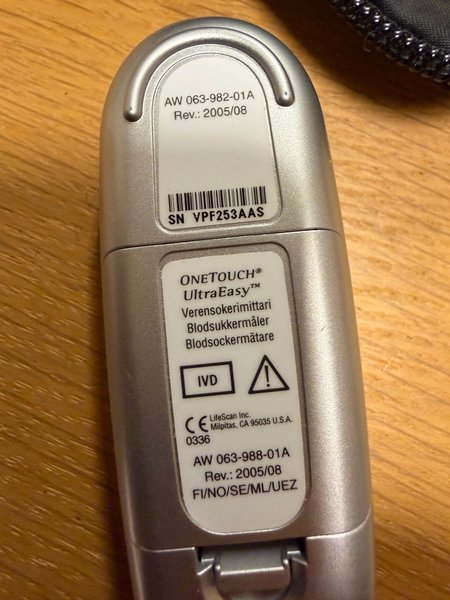 AW 063-982-01A
Rev.: 2005/08
SN VPF253AAS
ONETOUCH®
UltraEasy™
Verensokerimittari
Blodsukkermåler
Blodsockermätare
IVD
LifeScan Inc.
Milpitas, CA 95035 U.S.A.
CE
0336
AW 063-988-01A
Rev.: 2005/08
FI/NO/SE/ML/UEZ